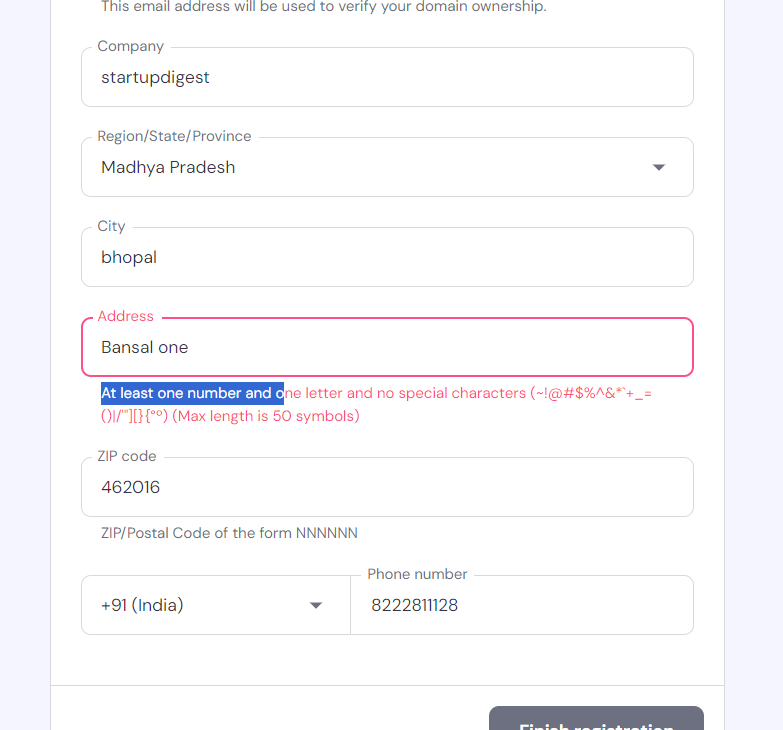 This email address will be used to verify your domain ownership.
Company
startupdigest
Region/State/Province
Madhya Pradesh
City
bhopal
Address
Bansal one
At least one number and one letter and no special characters (~!@#$%^&*`+_=
()|/'"][}{°º) (Max length is 50 symbols)
ZIP code
462016
ZIP/Postal Code of the form NNNNNN
Phone number
+91 (India)
8222811128
Finish registration